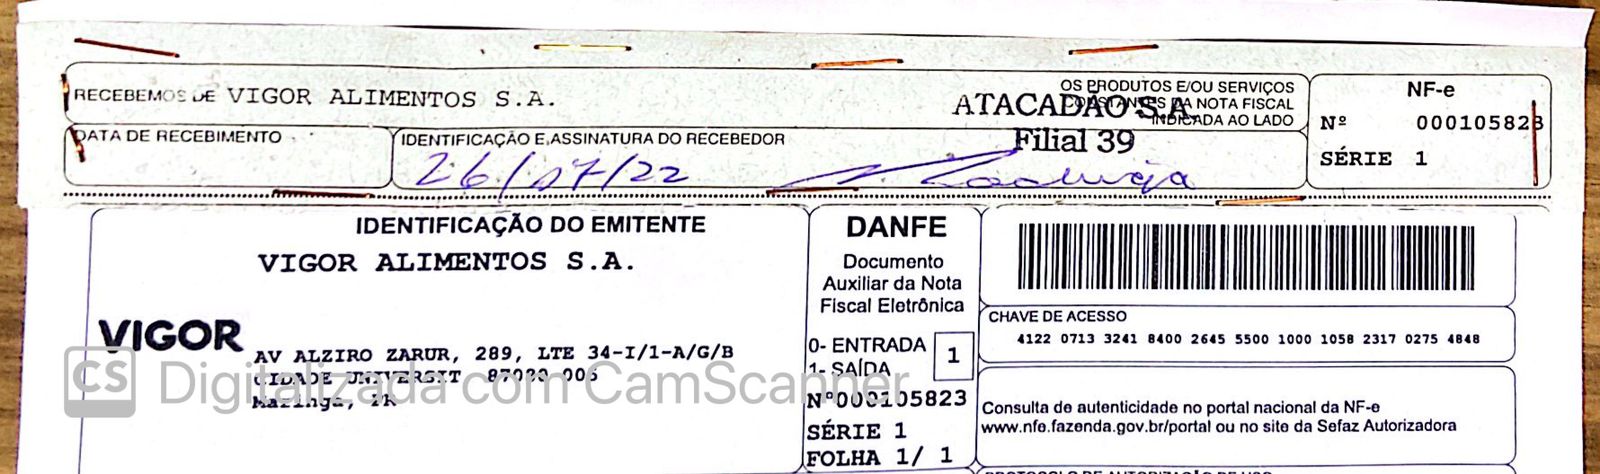 RECEBEMOS DE VIGOR ALIMENTOS S.A.
OS PRODUTOS E/OU SERVIÇOS
CONSTANTES DA NOTA FISCAL
INDICADA AO LADO
ATACADÃO S.A.
Filial 39
NF-e
Nº 000105823
SÉRIE 1
DATA DE RECEBIMENTO
IDENTIFICAÇÃO E ASSINATURA DO RECEBEDOR
26/07/22
IDENTIFICAÇÃO DO EMITENTE
VIGOR ALIMENTOS S.A.
VIGOR
AV ALZIRO ZARUR, 289, LTE 34-I/1-A/G/B
CIDADE UNIVERSIT 87020-006
Maringa, PR
DANFE
Documento
Auxiliar da Nota
Fiscal Eletrônica
0- ENTRADA
1- SAÍDA
1
Nº000105823
SÉRIE 1
FOLHA 1/ 1
CHAVE DE ACESSO
4122 0713 3241 8400 2645 5500 1000 1058 2317 0275 4848
Consulta de autenticidade no portal nacional da NF-e
www.nfe.fazenda.gov.br/portal ou no site da Sefaz Autorizadora
PROTOCOLO DE AUTORIZAÇÃO DE USO
CS Digitalizada com CamScanner